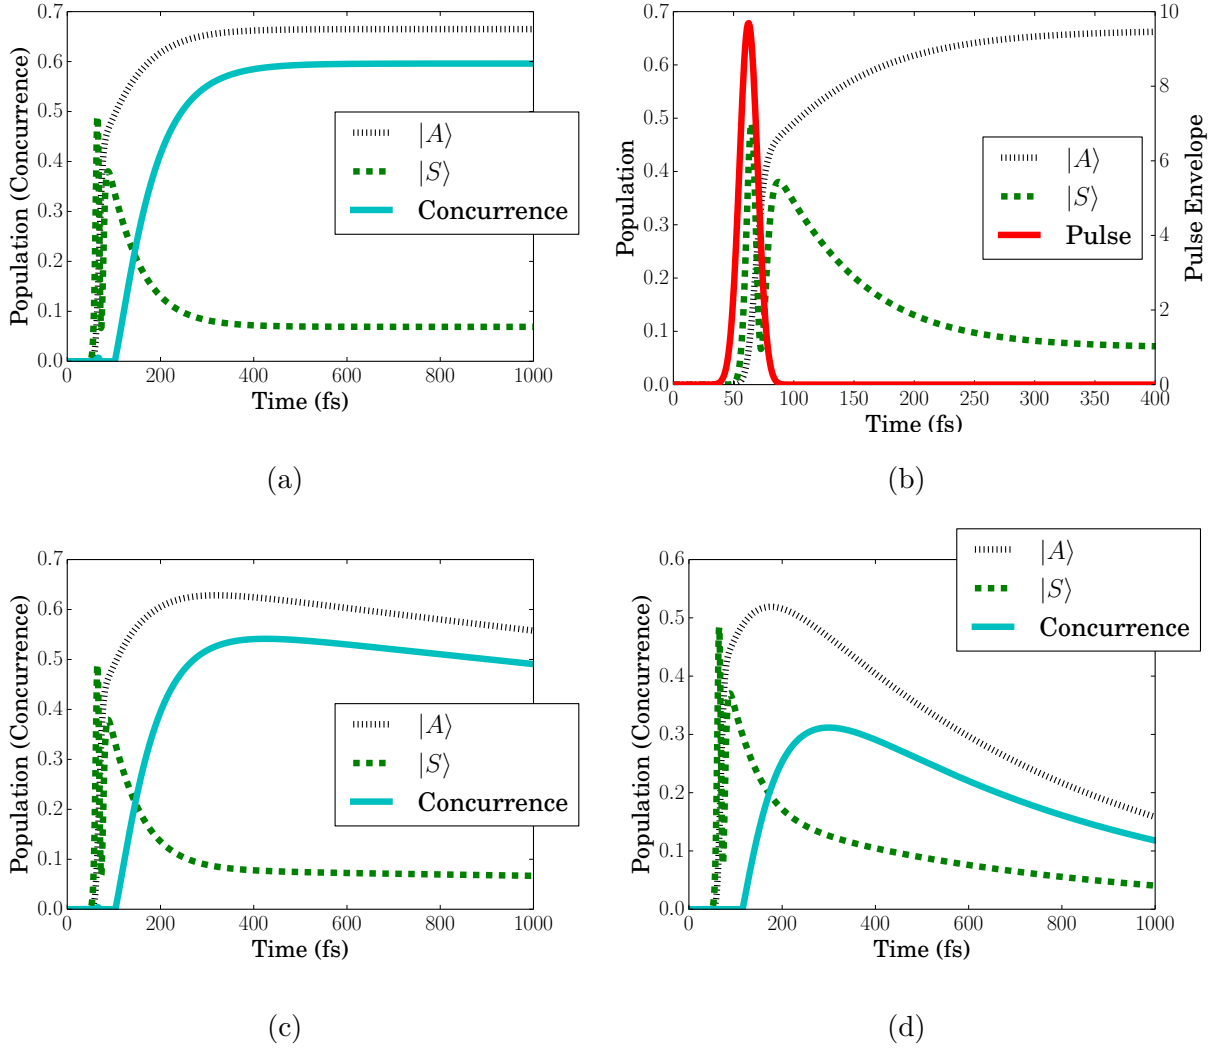 0.7
0.6
0.5
0.4
0.3
0.2
0.1
0.0
Population (Concurrence)
0 200 400 600 800 1000
Time (fs)
|A⟩
|S⟩
Concurrence
(a)
0.7
0.6
0.5
0.4
0.3
0.2
0.1
0.0
Population
0 50 100 150 200 250 300 350 400
Time (fs)
10
8
6
4
2
0
Pulse Envelope
|A⟩
|S⟩
Pulse
(b)
0.7
0.6
0.5
0.4
0.3
0.2
0.1
0.0
Population (Concurrence)
0 200 400 600 800 1000
Time (fs)
|A⟩
|S⟩
Concurrence
(c)
0.6
0.5
0.4
0.3
0.2
0.1
0.0
Population (Concurrence)
0 200 400 600 800 1000
Time (fs)
|A⟩
|S⟩
Concurrence
(d)